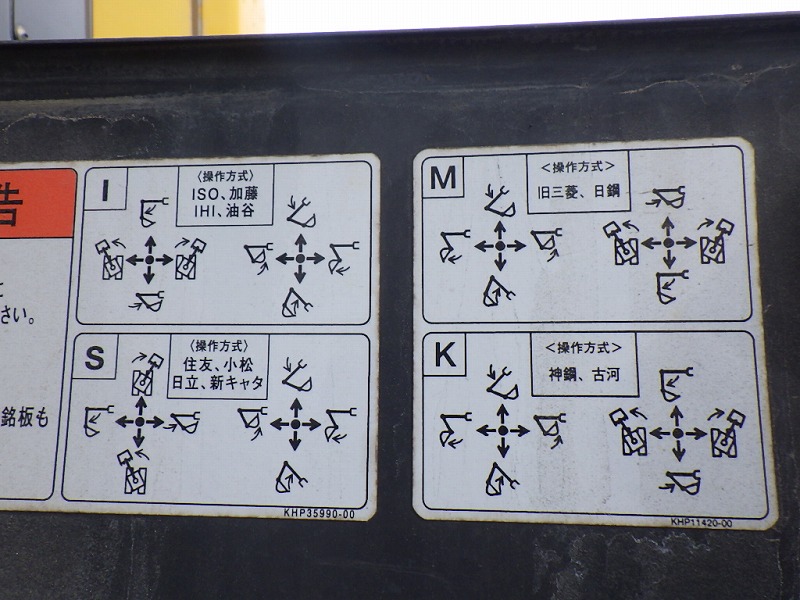 告
さい。
銘板も
I
〈操作方式〉
ISO、加藤
IHI、油谷
S
〈操作方式〉
住友、小松
日立、新キャタ
KHP35990-00
M
<操作方式>
旧三菱、日鋼
K
<操作方式>
神鋼、古河
KHP11420-00